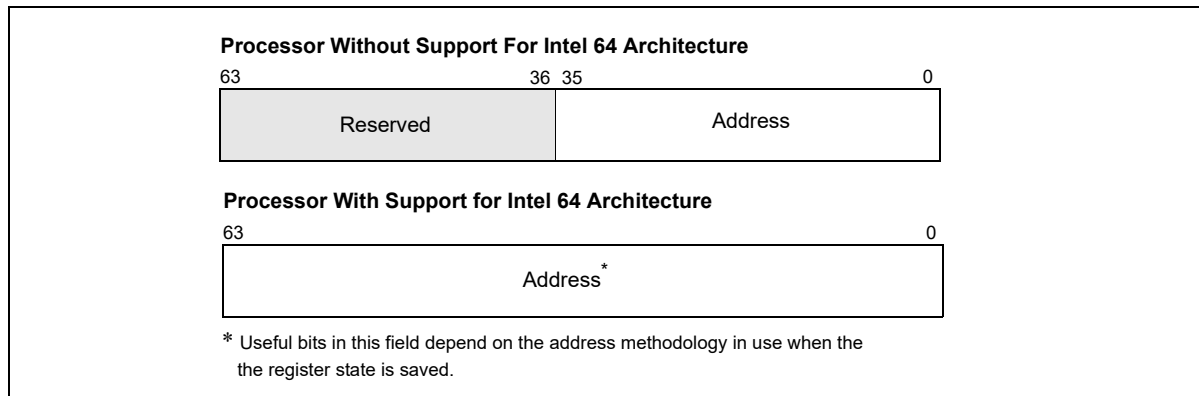 Processor Without Support For Intel 64 Architecture
63 36 35 0
Reserved Address
Processor With Support for Intel 64 Architecture
63 0
Address*
* Useful bits in this field depend on the address methodology in use when the
the register state is saved.